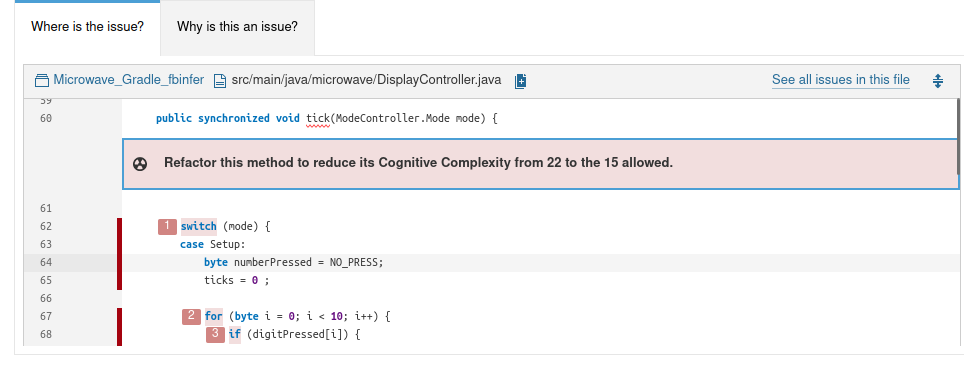 Where is the issue? Why is this an issue?
Microwave_Gradle_fbinfer src/main/java/microwave/DisplayController.java See all issues in this file
59
60 public synchronized void tick(ModeController.Mode mode) {
Refactor this method to reduce its Cognitive Complexity from 22 to the 15 allowed.
61
62 1 switch (mode) {
63 case Setup:
64 byte numberPressed = NO_PRESS;
65 ticks = 0 ;
66
67 2 for (byte i = 0; i < 10; i++) {
68 3 if (digitPressed[i]) {